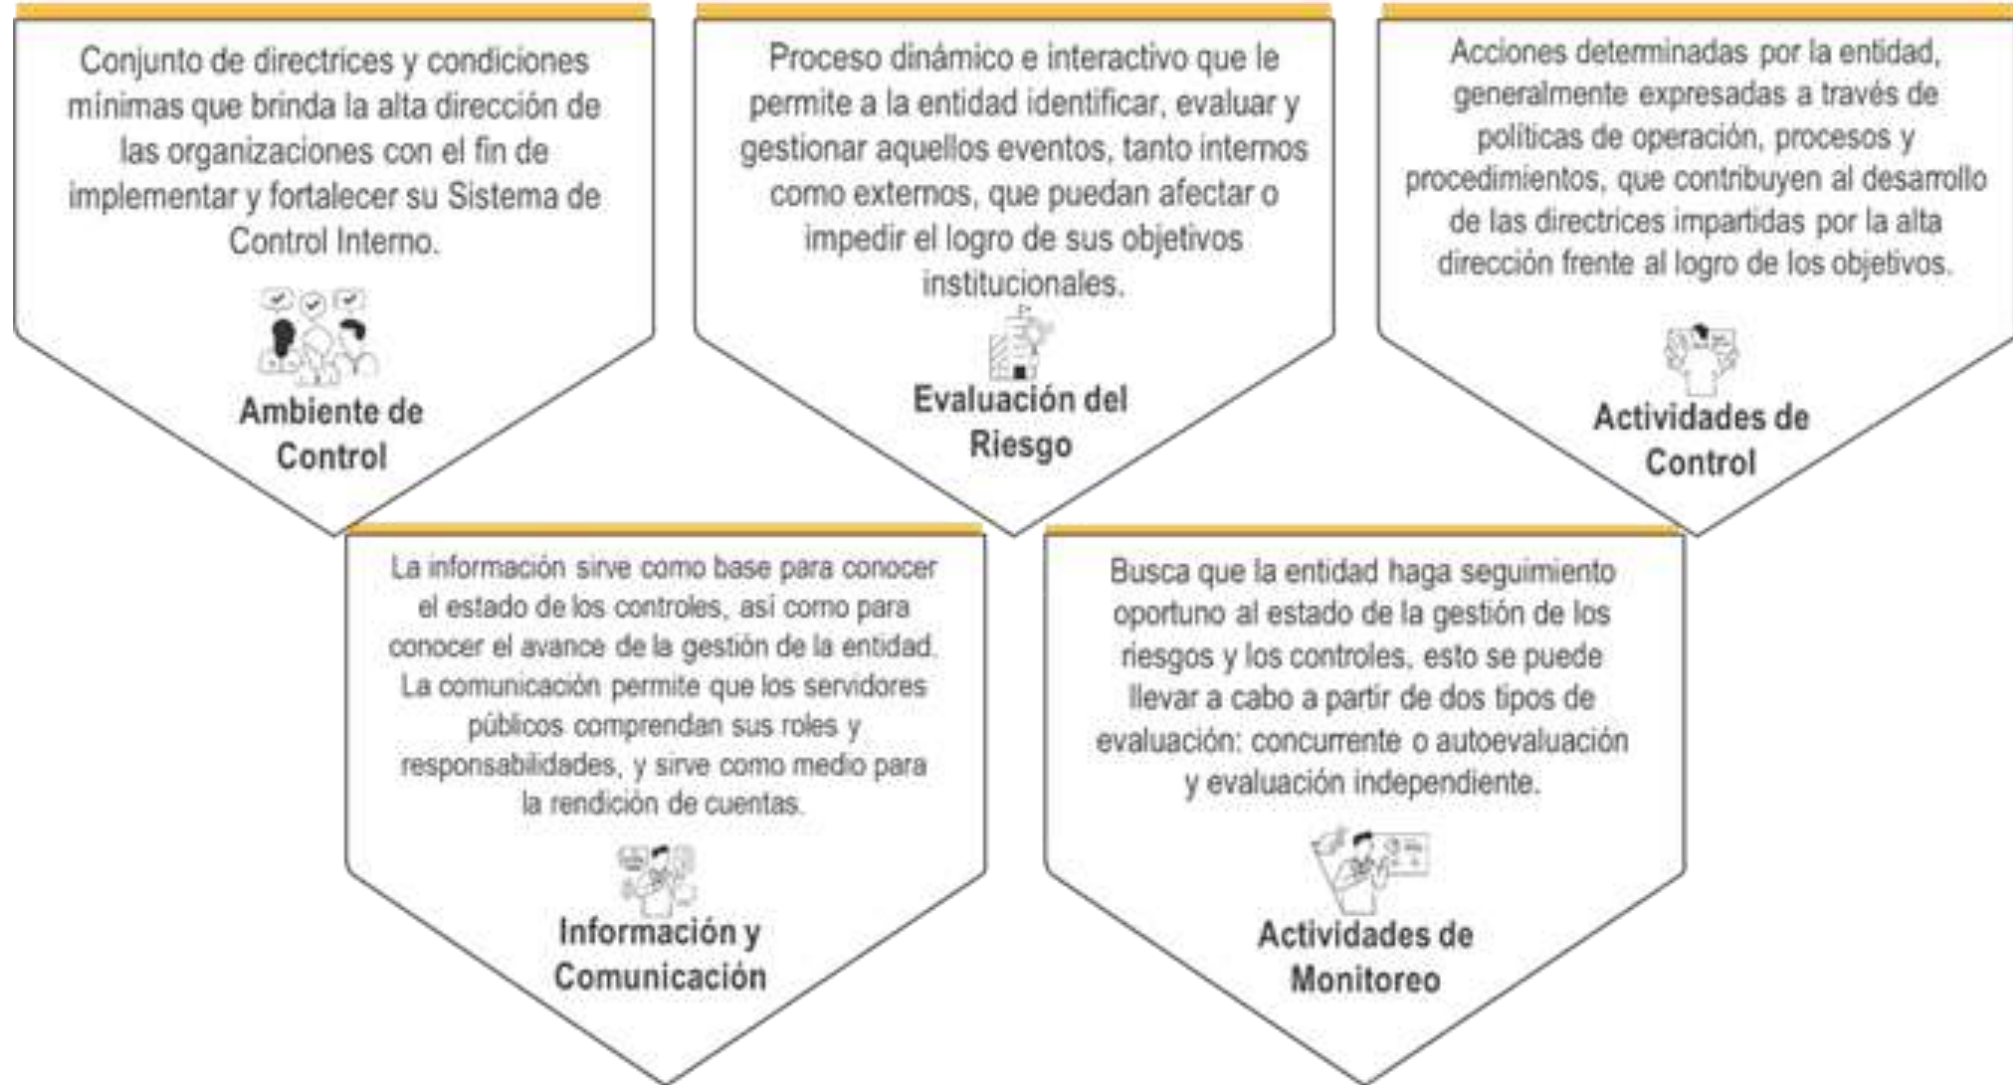 Conjunto de directrices y condiciones
mínimas que brinda la alta dirección de
las organizaciones con el fin de
implementar y fortalecer su Sistema de
Control Interno.
Ambiente de
Control
Proceso dinámico e interactivo que le
permite a la entidad identificar, evaluar y
gestionar aquellos eventos, tanto internos
como externos, que puedan afectar o
impedir el logro de sus objetivos
institucionales.
Evaluación del
Riesgo
Acciones determinadas por la entidad,
generalmente expresadas a través de
políticas de operación, procesos y
procedimientos, que contribuyen al desarrollo
de las directrices impartidas por la alta
dirección frente al logro de los objetivos.
Actividades de
Control
La información sirve como base para conocer
el estado de los controles, así como para
conocer el avance de la gestión de la entidad.
La comunicación permite que los servidores
públicos comprendan sus roles y
responsabilidades, y sirve como medio para
la rendición de cuentas.
Información y
Comunicación
Busca que la entidad haga seguimiento
oportuno al estado de la gestión de los
riesgos y los controles, esto se puede
llevar a cabo a partir de dos tipos de
evaluación: concurrente o autoevaluación
y evaluación independiente.
Actividades de
Monitoreo